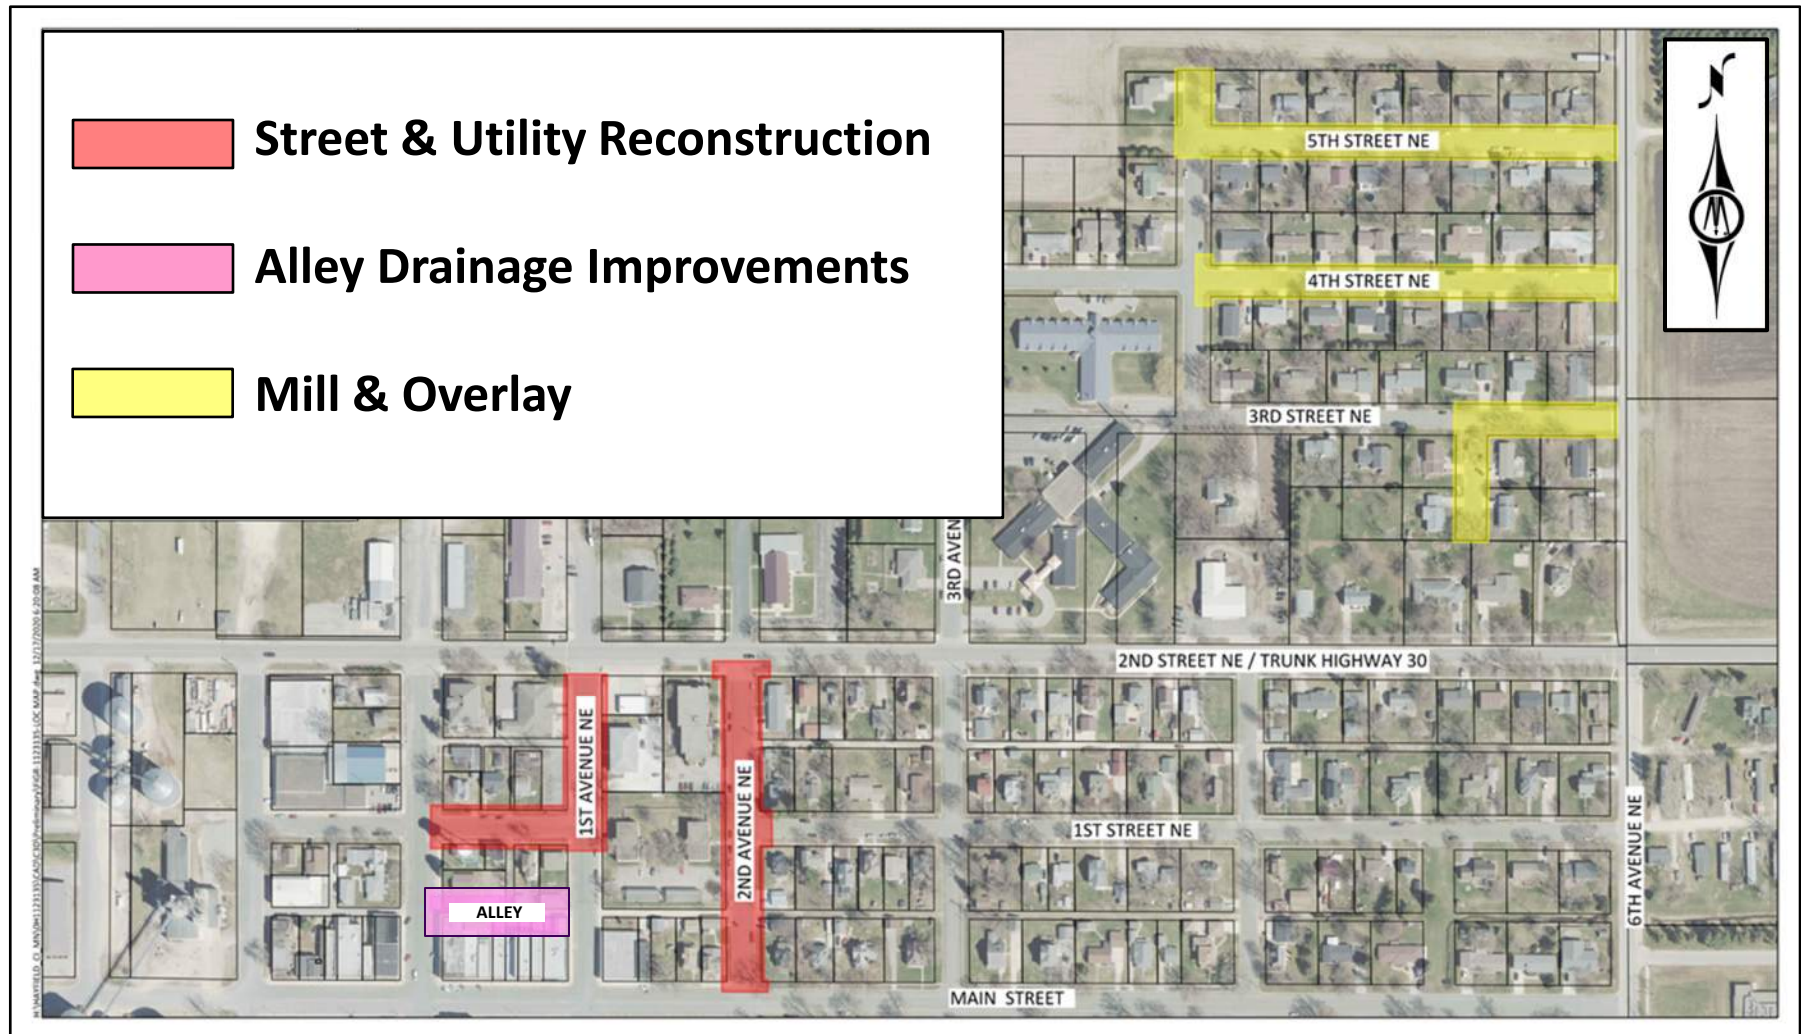 Street & Utility Reconstruction
Alley Drainage Improvements
Mill & Overlay
N
M
5TH STREET NE
4TH STREET NE
3RD STREET NE
3RD AVEN
2ND STREET NE / TRUNK HIGHWAY 30
1ST AVENUE NE
2ND AVENUE NE
1ST STREET NE
6TH AVENUE NE
ALLEY
MAIN STREET